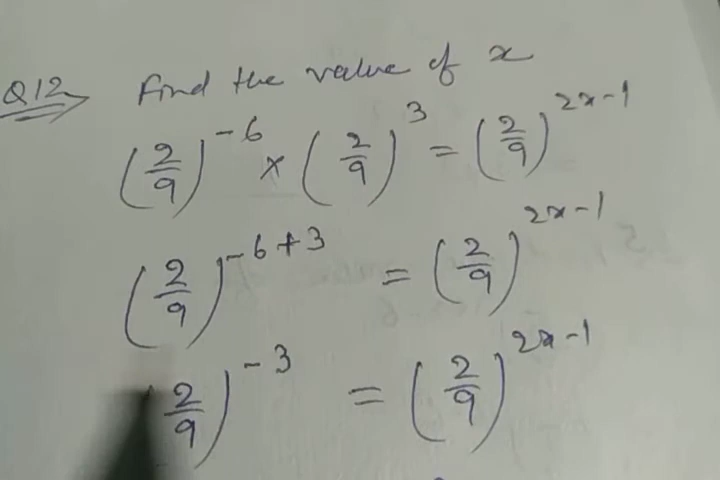 Q12 Find the value of x
(2/9)^-6 × (2/9)^3 = (2/9)^2x-1
(2/9)^-6+3 = (2/9)^2x-1
(2/9)^-3 = (2/9)^2x-1